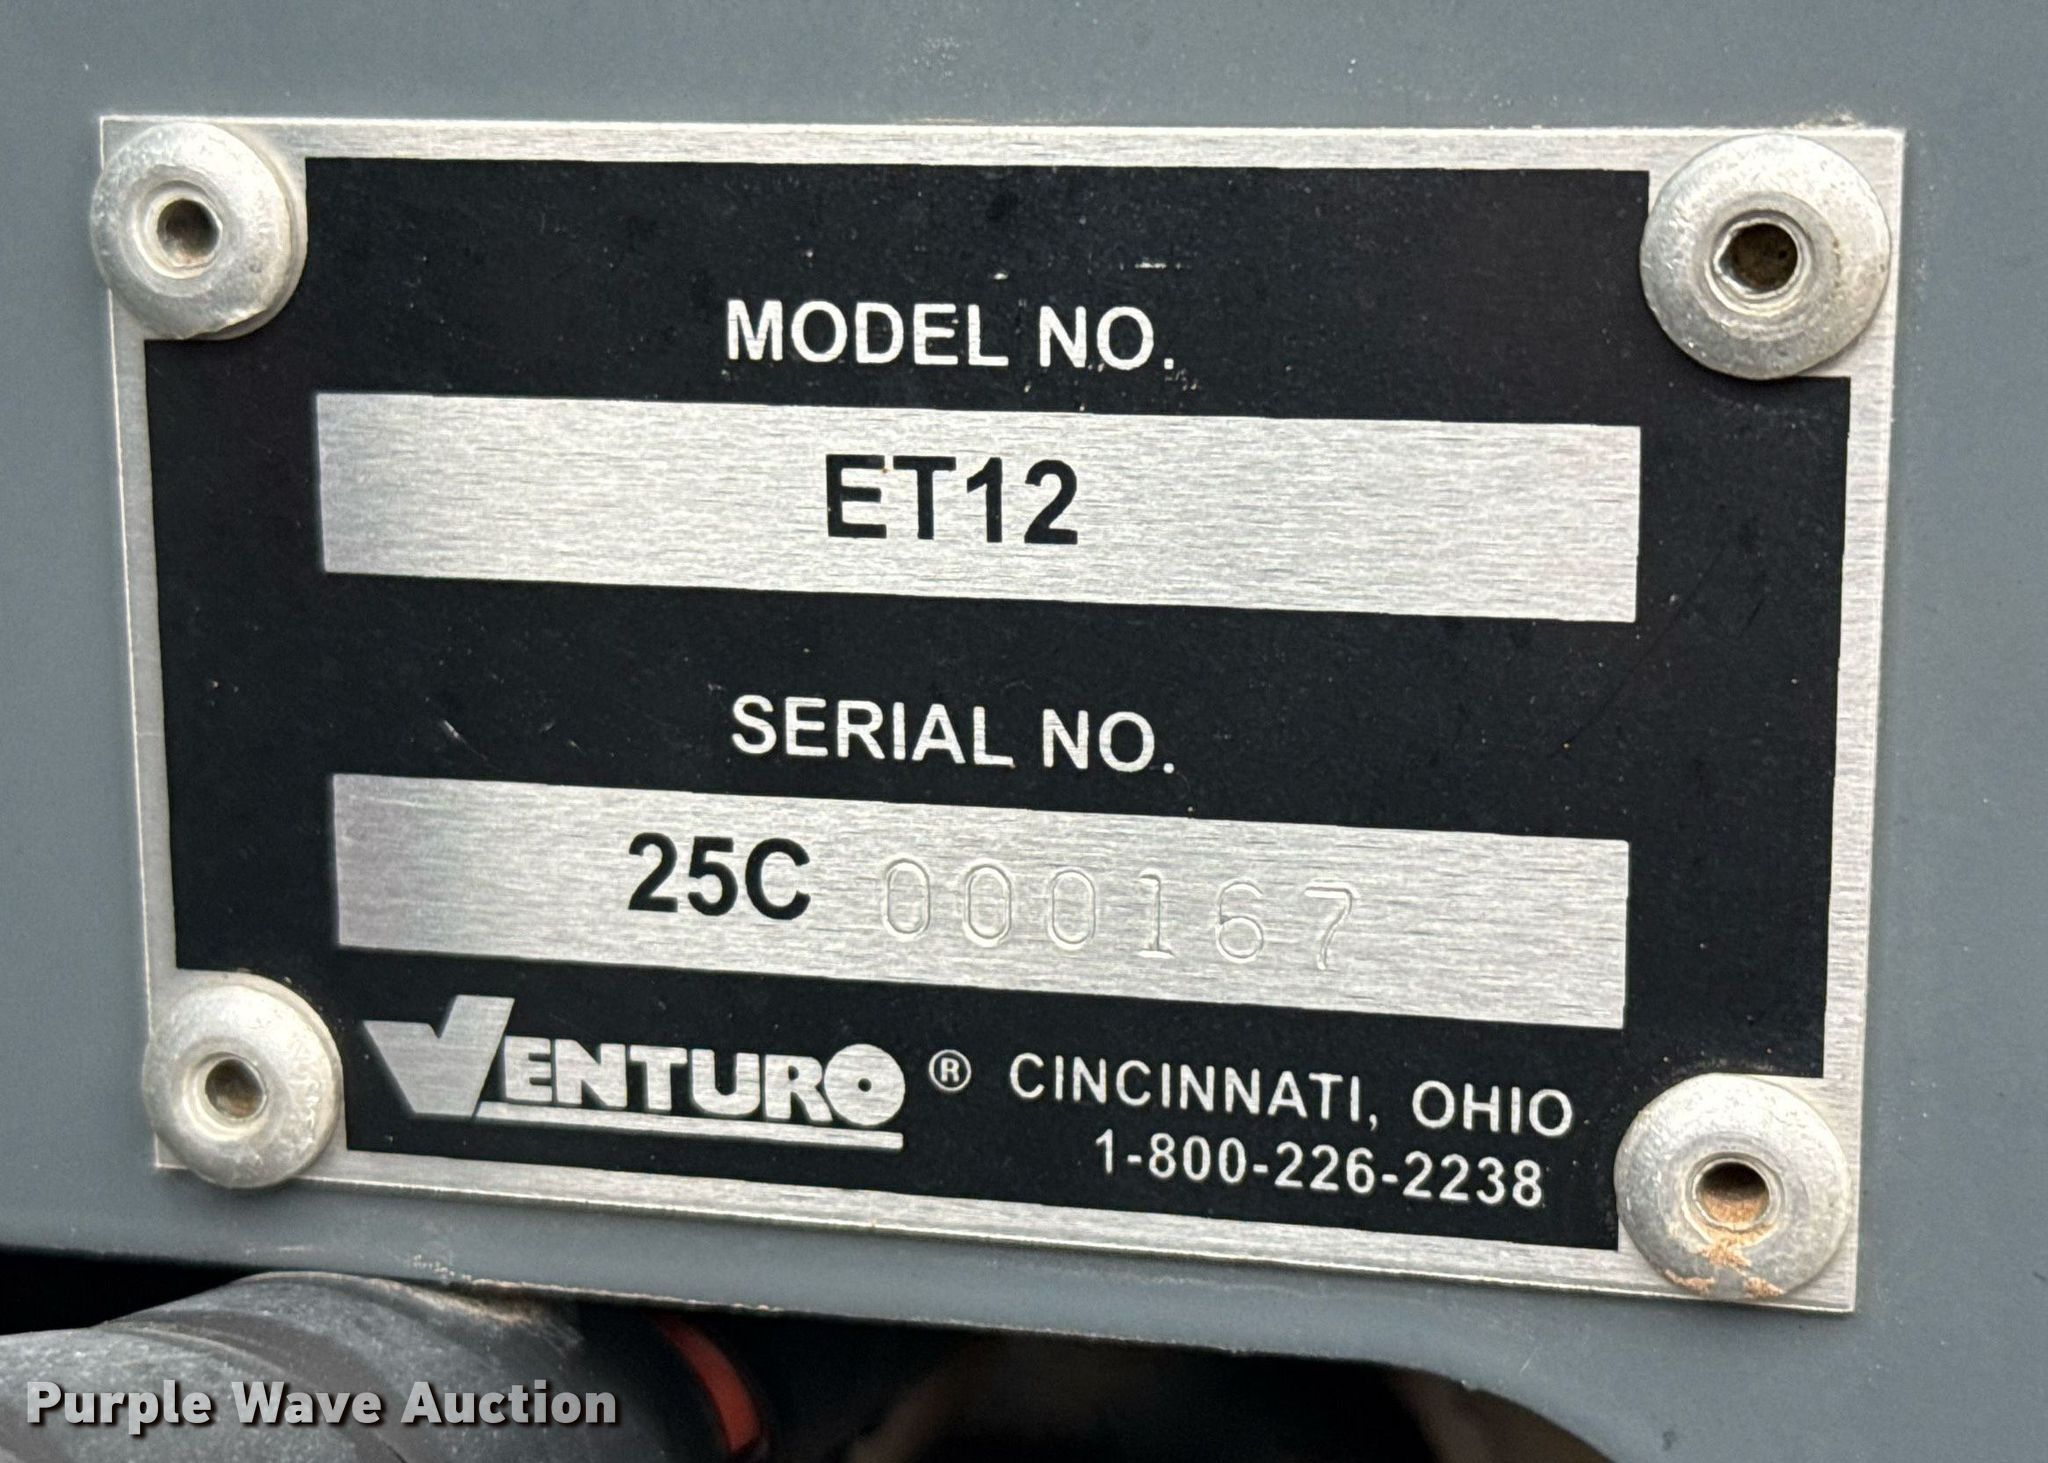 MODEL NO.
ET12
SERIAL NO.
25C 000167
VENTURO ® CINCINNATI, OHIO
1-800-226-2238
Purple Wave Auction